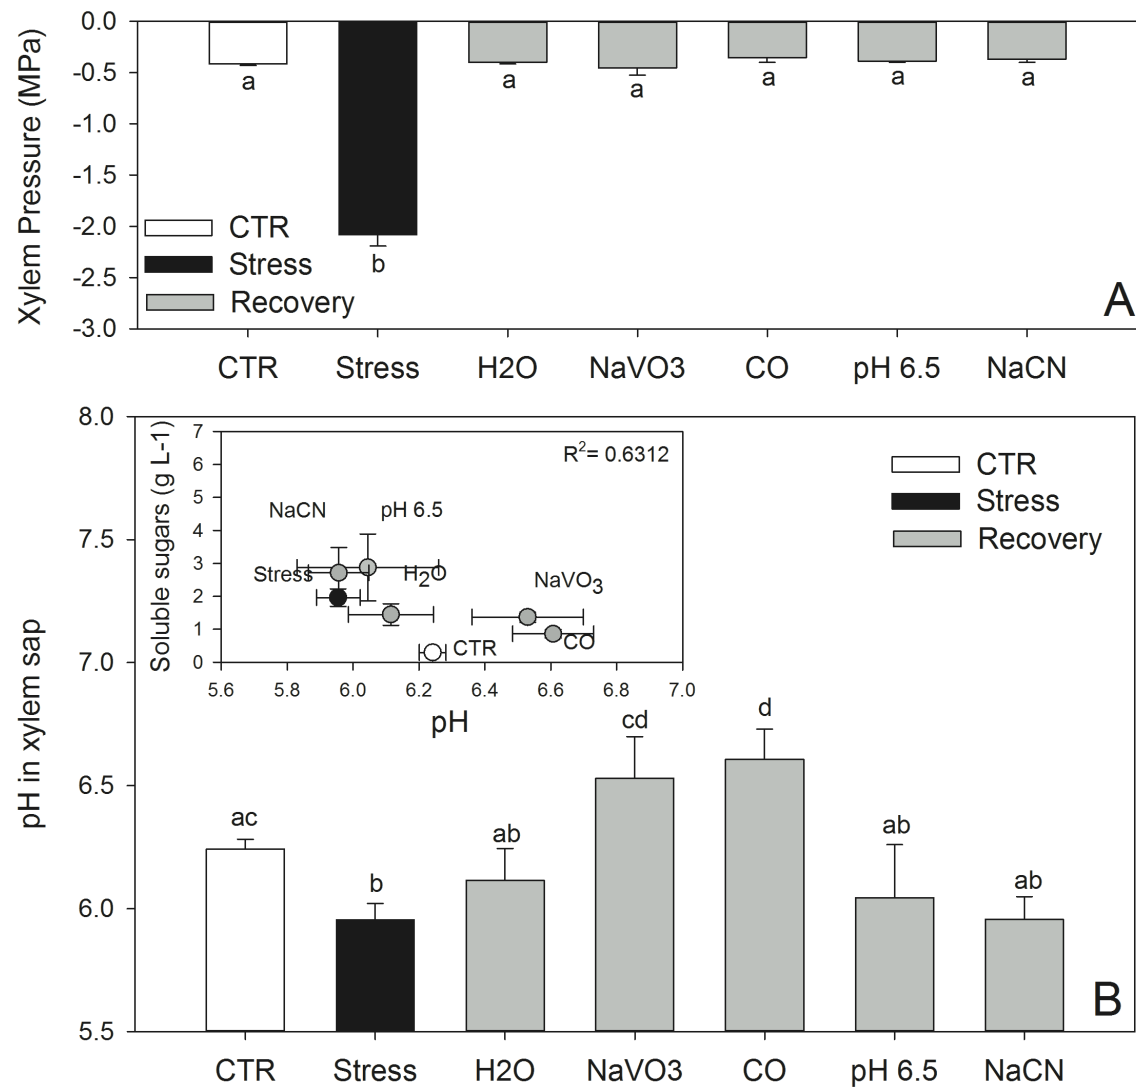 0.0
-0.5
-1.0
-1.5
-2.0
-2.5
-3.0
Xylem Pressure (MPa)
a
b
a
a
a
a
a
CTR
Stress
Recovery
A
CTR Stress H2O NaVO3 CO pH 6.5 NaCN
8.0
7.5
7.0
6.5
6.0
5.5
pH in xylem sap
7
6
5
4
3
2
1
0
Soluble sugars (g L-1)
R²= 0.6312
NaCN pH 6.5
Stress H₂O NaVO₃
CTR CO
5.6 5.8 6.0 6.2 6.4 6.6 6.8 7.0
pH
CTR
Stress
Recovery
ac
b
ab
cd
d
ab
ab
B
CTR Stress H2O NaVO3 CO pH 6.5 NaCN